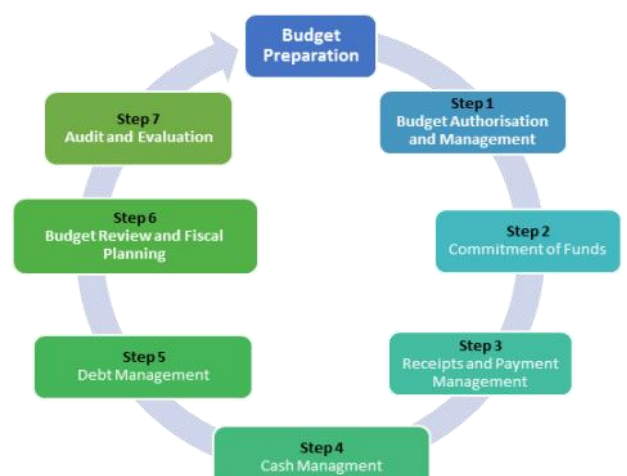 Budget
Preparation
Step 1
Budget Authorisation
and Management
Step 2
Commitment of Funds
Step 3
Receipts and Payment
Management
Step 4
Cash Managment
Step 5
Debt Management
Step 6
Budget Review and Fiscal
Planning
Step 7
Audit and Evaluation